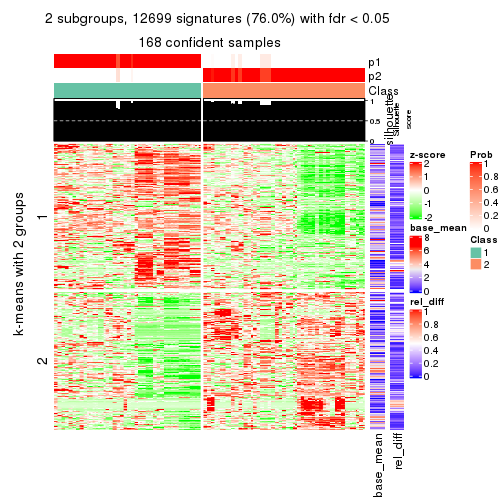 2 subgroups, 12699 signatures (76.0%) with fdr < 0.05
168 confident samples
p1
p2
Class
1
0.5
0
silhouette
Silhouette
score
k-means with 2 groups
1
2
base_mean
rel_diff
z-score
2
1
0
-1
-2
base_mean
8
6
4
2
0
rel_diff
1
0.8
0.6
0.4
0.2
0
Prob
1
0.8
0.6
0.4
0.2
0
Class
1
2